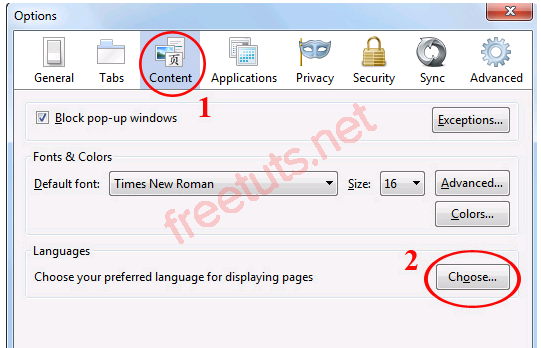 Options
General Tabs Content Applications Privacy Security Sync Advanced
1
Block pop-up windows Exceptions...
Fonts & Colors
Default font: Times New Roman Size: 16 Advanced...
Colors...
freetuts.net
Languages
2
Choose your preferred language for displaying pages Choose...